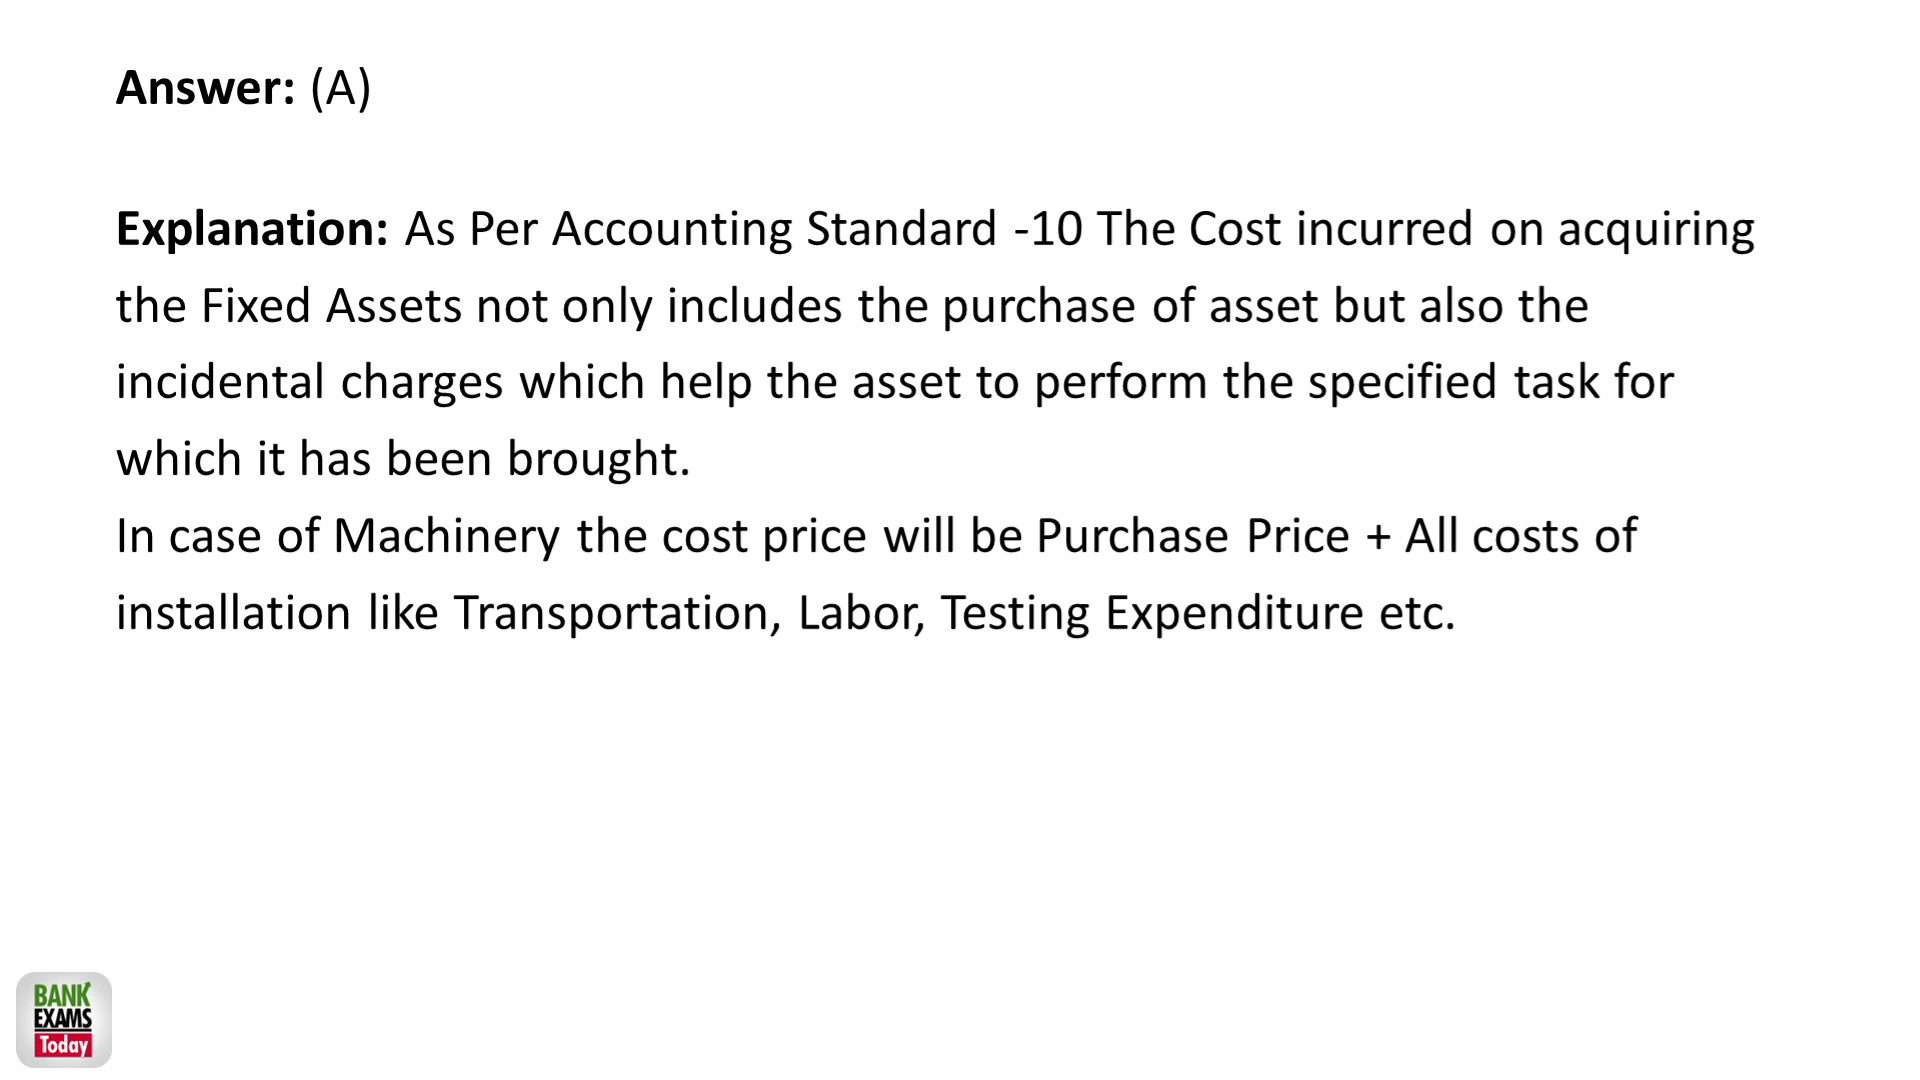 Answer: (A)
Explanation: As Per Accounting Standard -10 The Cost incurred on acquiring
the Fixed Assets not only includes the purchase of asset but also the
incidental charges which help the asset to perform the specified task for
which it has been brought.
In case of Machinery the cost price will be Purchase Price + All costs of
installation like Transportation, Labor, Testing Expenditure etc.
BANK
EXAMS
Today